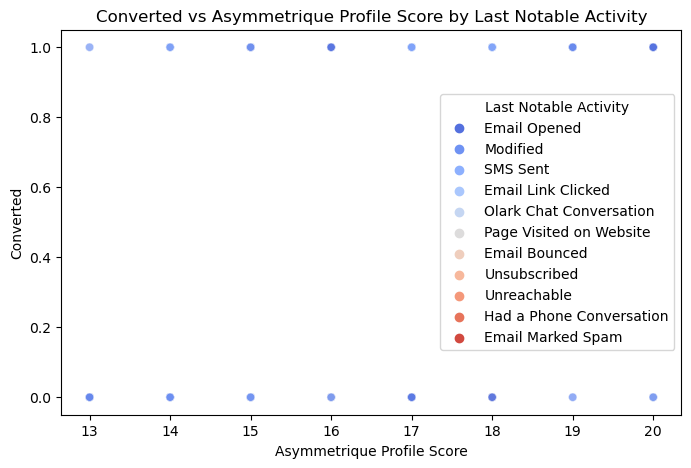 Converted vs Asymmetrique Profile Score by Last Notable Activity
1.0
0.8
0.6
0.4
0.2
0.0
Converted
Last Notable Activity
Email Opened
Modified
SMS Sent
Email Link Clicked
Olark Chat Conversation
Page Visited on Website
Email Bounced
Unsubscribed
Unreachable
Had a Phone Conversation
Email Marked Spam
13 14 15 16 17 18 19 20
Asymmetrique Profile Score